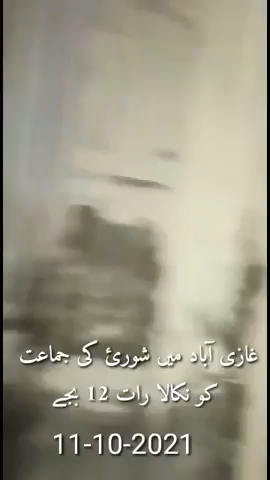 غازی آباد میں شوریٰ کی جماعت
کو نکالا رات 12 بجے
11-10-2021